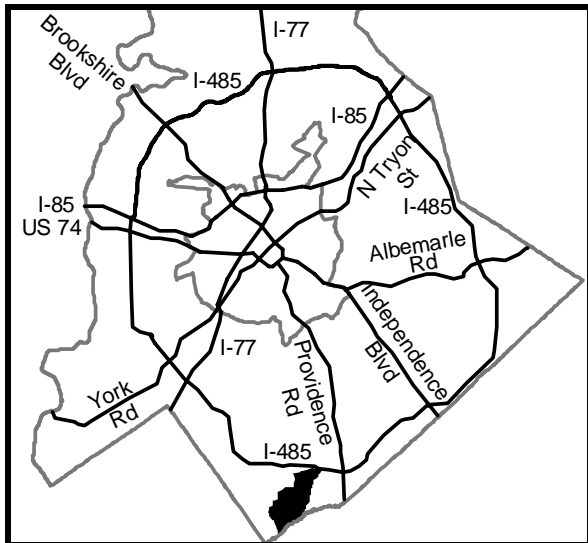 I-77
Brookshire
Blvd
I-485
I-85
N Tryon
St
I-85
US 74
I-485
Albemarle
Rd
Independence
Blvd
I-77
Providence
Rd
York
Rd
I-485